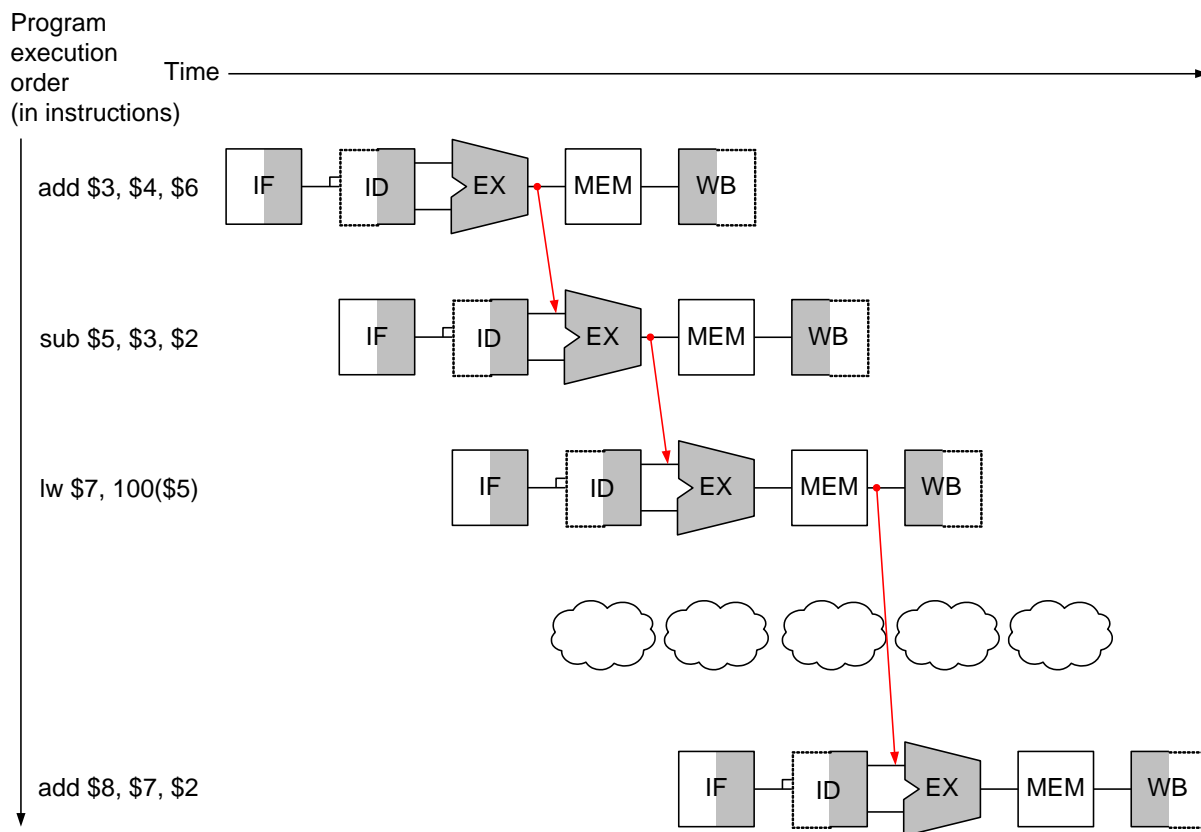 Program
execution
order
(in instructions)
Time
add $3, $4, $6
IF ID EX MEM WB
sub $5, $3, $2
IF ID EX MEM WB
lw $7, 100($5)
IF ID EX MEM WB
add $8, $7, $2
IF ID EX MEM WB